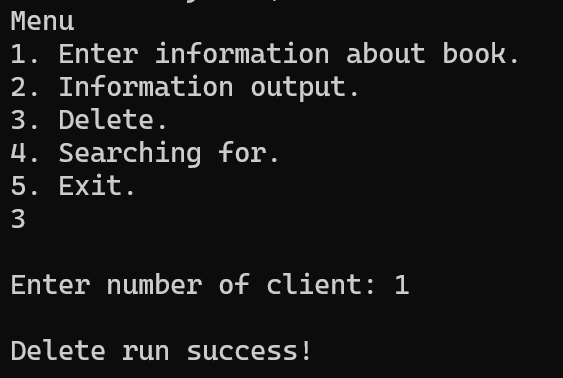 Menu
1. Enter information about book.
2. Information output.
3. Delete.
4. Searching for.
5. Exit.
3
Enter number of client: 1
Delete run success!